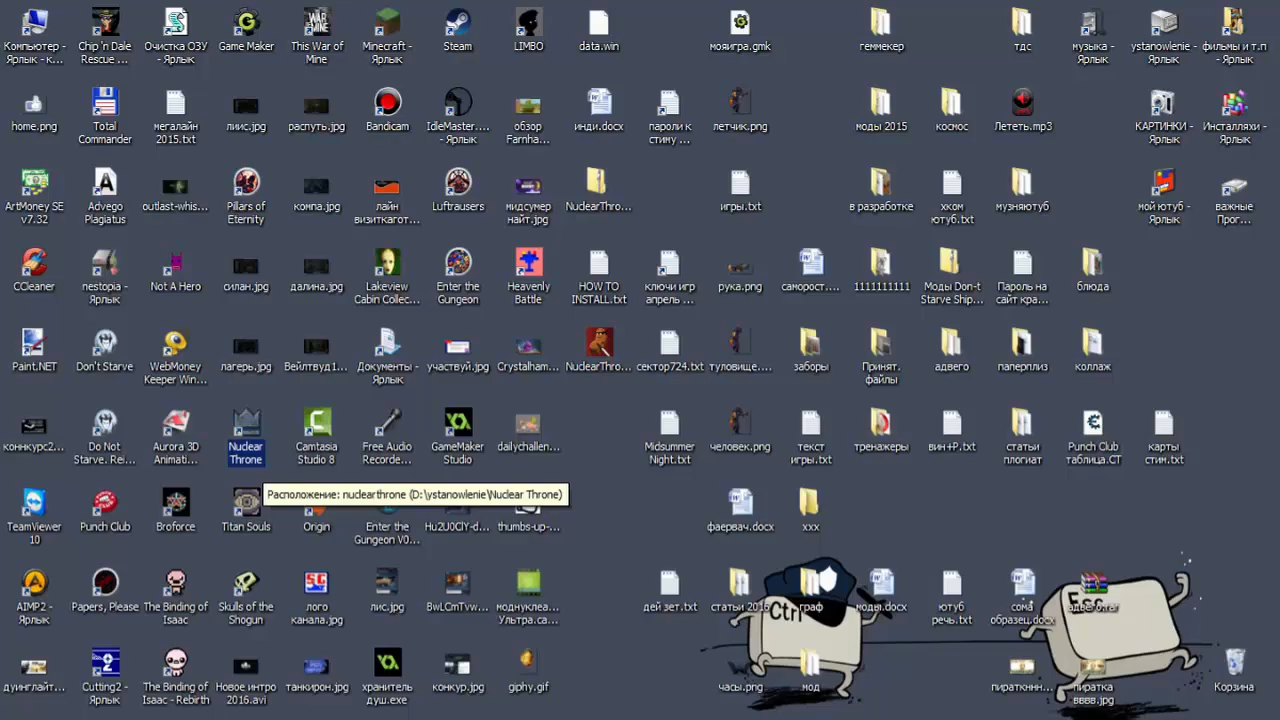 Компьютер -
Ярлык - к...
Chip 'n Dale
Rescue ...
Очистка ОЗУ
- Ярлык
Game Maker
This War of
Mine
Minecraft -
Ярлык
Steam
LIMBO
data.win
мояигра.gmk
геммекер
тдс
музыка -
Ярлык
ystanowlenie -
Ярлык
фильмы и т.п
- Ярлык
home.png
Total
Commander
мегалайн
2015.txt
лиис.jpg
распуть.jpg
Bandicam
IdleMaster....
- Ярлык
обзор
Farnha...
инди.docx
пароли к
стиму ...
летчик.png
моды 2015
космос
Лететь.mp3
КАРТИНКИ -
Ярлык
Инсталляхи -
Ярлык
ArtMoney SE
v7.32
Advego
Plagiatus
outlast-whis...
Pillars of
Eternity
компа.jpg
лайн
визиткагот...
Luftrausers
мидсумер
найт.jpg
NuclearThro...
игры.txt
в разработке
хком
ютуб.txt
музняютуб
мой ютуб -
Ярлык
важные
Прог...
CCleaner
nestopia -
Ярлык
Not A Hero
силан.jpg
далина.jpg
Lakeview
Cabin Collec...
Enter the
Gungeon
Heavenly
Battle
HOW TO
INSTALL.txt
ключи игр
апрель ...
рука.png
саморост....
1111111111
Моды Don-t
Starve Ship...
Пароль на
сайт кра...
блюда
Paint.NET
Don't Starve
WebMoney
Keeper Win...
лагерь.jpg
Вейлтвуд1...
Документы -
Ярлык
участвуй.jpg
Crystalham...
NuclearThro...
сектор724.txt
туловище....
заборы
Принят.
файлы
адвего
паперплиз
коллаж
коннкурс2...
Do Not
Starve. Rei...
Aurora 3D
Animati...
Nuclear
Throne
Camtasia
Studio 8
Free Audio
Recorde...
GameMaker
Studio
dailychallen...
Midsummer
Night.txt
человек.png
текст
игры.txt
тренажеры
вин+Р.txt
статьи
плогиат
Punch Club
таблица.CT
карты
стим.txt
Расположение: nuclearthrone (D:\ystanowlenie\Nuclear Throne)
TeamViewer
10
Punch Club
Broforce
Titan Souls
Origin
Enter the
Gungeon V0...
Hu2U0ClY-d...
thumbs-up-...
фаервач.docx
xxx
AIMP2 -
Ярлык
Papers, Please
The Binding of
Isaac
Skulls of the
Shogun
лого
канала.jpg
лис.jpg
BwLCmTvw...
моднуклеа...
Ультра.ca...
дей зет.txt
статьи 2016
граф
моды.docx
ютуб
речь.txt
сома
образец.docx
адвего.rar
Ctrl
Esc
дуинглайт...
Cutting2 -
Ярлык
The Binding of
Isaac - Rebirth
Новое интро
2016.avi
танкирон.jpg
хранитель
душ.exe
конкур.jpg
giphy.gif
часы.png
мод
пираткннн...
пиратка
вввв.jpg
Корзина